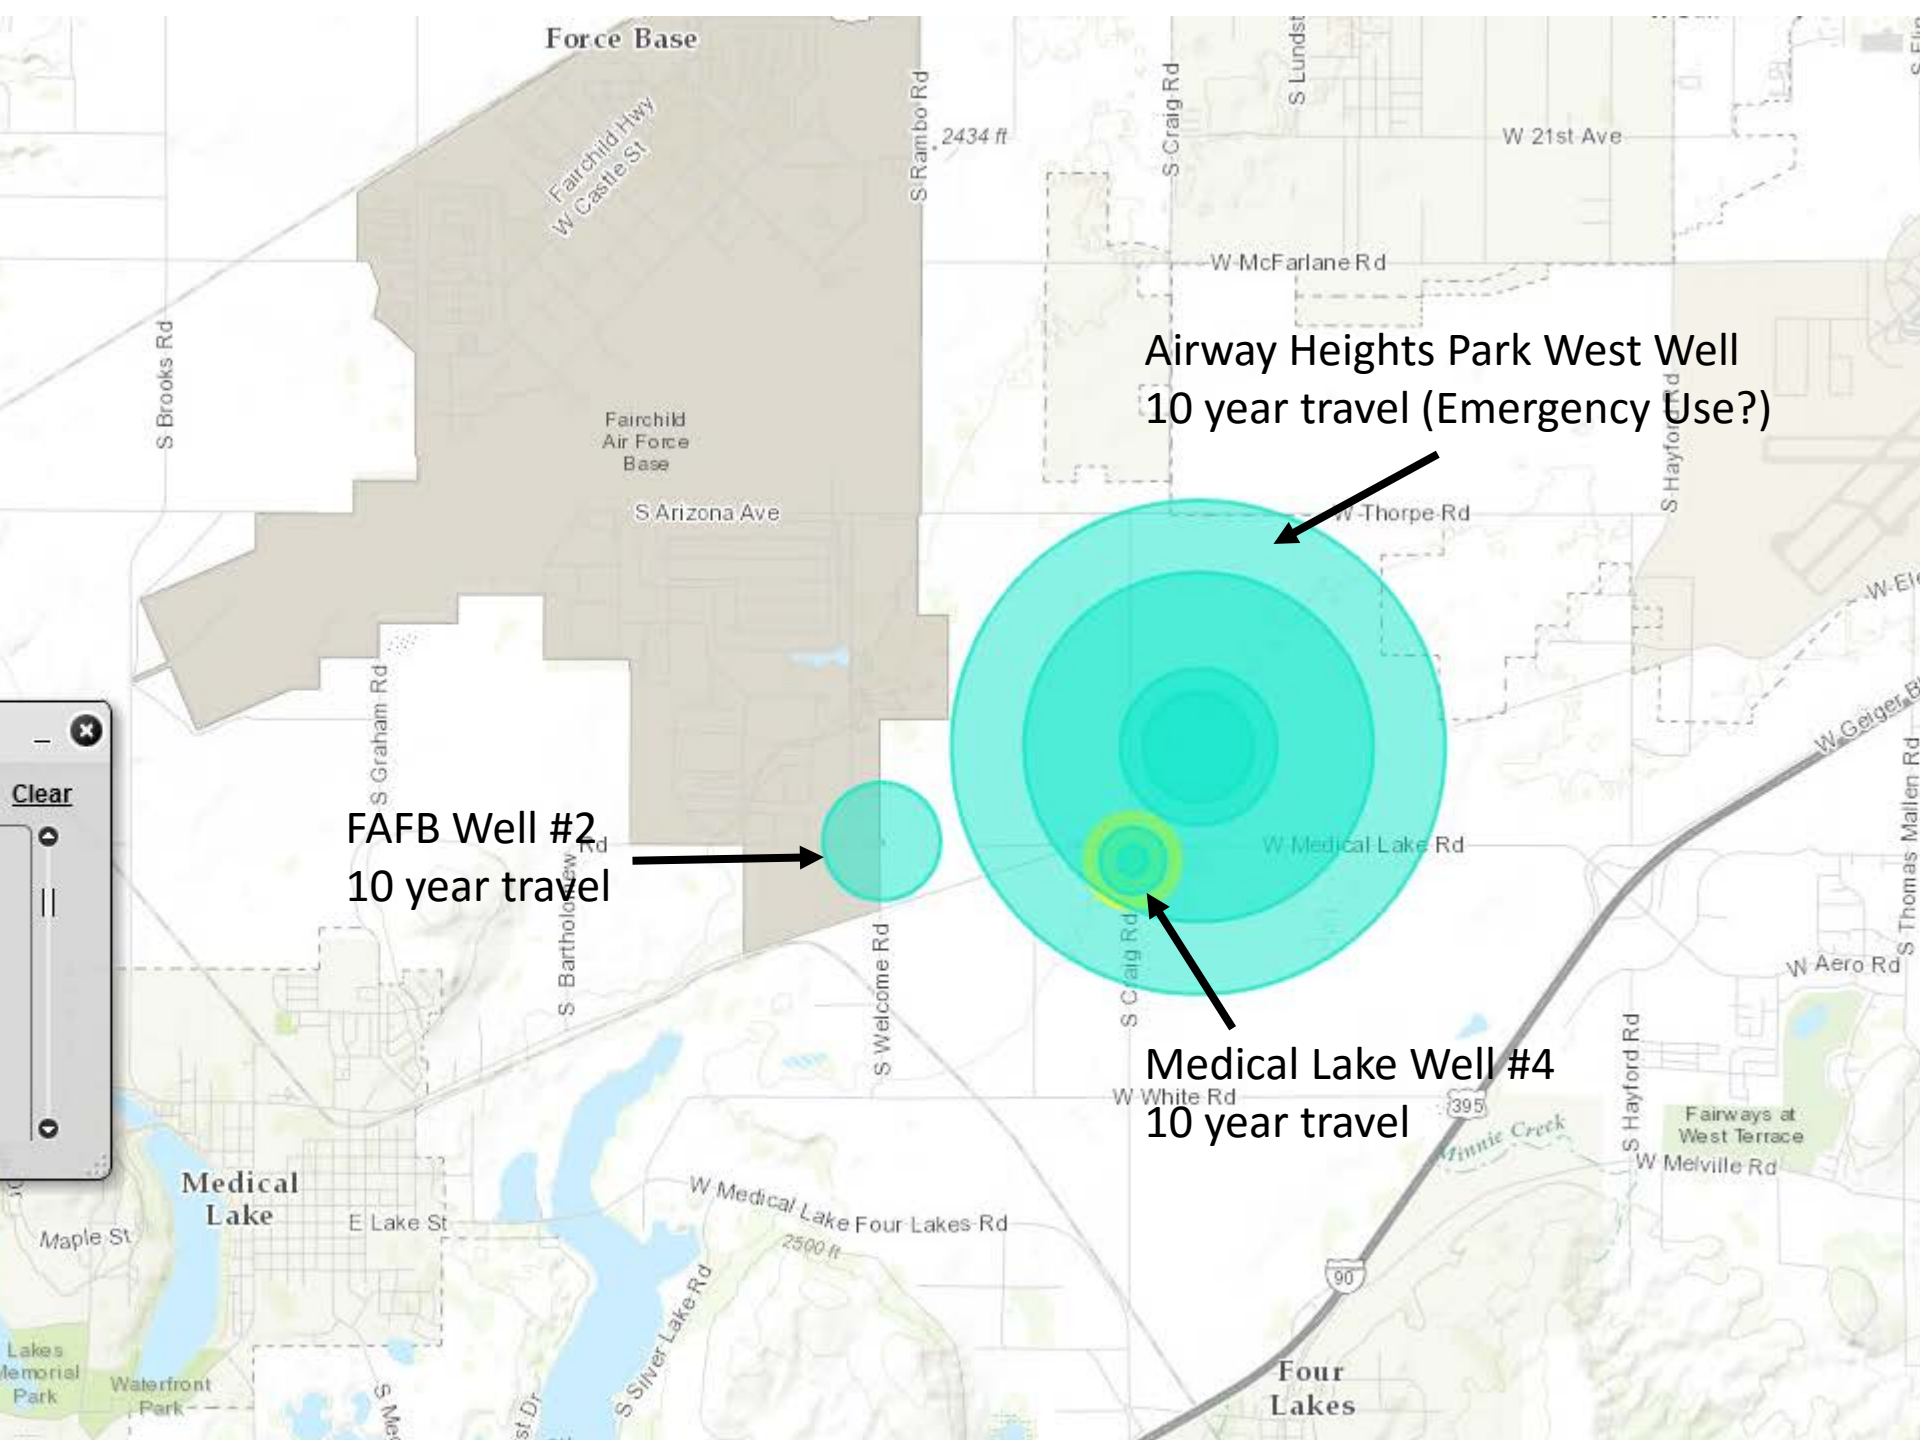 Force Base
Fairchild Hwy
W Castle St
S Rambo Rd
2434 ft
S Craig Rd
S Lundst
W 21st Ave
W McFarlane Rd
S Brooks Rd
Airway Heights Park West Well
10 year travel (Emergency Use?)
S Hayford Rd
Fairchild
Air Force
Base
S Arizona Ave
W Thorpe Rd
W Ele
W Geiger Bl
S Graham Rd
Clear
FAFB Well #2
10 year travel
Rd
S Bartholomew
W Medical Lake Rd
S Thomas Mallen Rd
S Welcome Rd
S Craig Rd
W Aero Rd
Medical Lake Well #4
10 year travel
W White Rd
395
Minnie Creek
S Hayford Rd
Fairways at
West Terrace
W Melville Rd
Medical
Lake
Maple St
E Lake St
W Medical Lake Four Lakes Rd
2500 ft
90
S Silver Lake Rd
Lakes
Memorial
Park
Waterfront
Park
S Med
st Dr
Four
Lakes